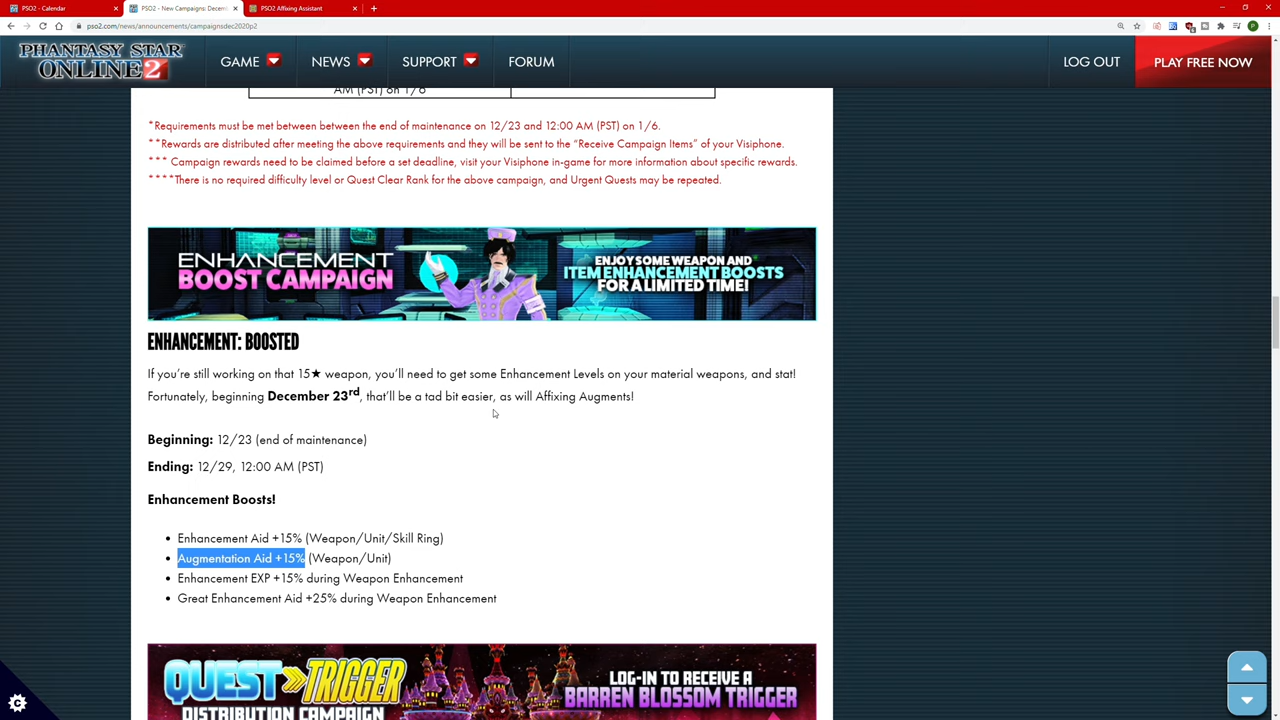 PSO2 - Calendar
PSO2 - New Campaigns: Decem
PSO2 Affixing Assistant
pso2.com/news/announcements/campaignsdec2020p2
PHANTASY STAR
ONLINE 2
GAME
NEWS
SUPPORT
FORUM
LOG OUT
PLAY FREE NOW
AM (PST) on 1/6
*Requirements must be met between between the end of maintenance on 12/23 and 12:00 AM (PST) on 1/6.
**Rewards are distributed after meeting the above requirements and they will be sent to the “Receive Campaign Items” of your Visiphone.
*** Campaign rewards need to be claimed before a set deadline, visit your Visiphone in-game for more information about specific rewards.
****There is no required difficulty level or Quest Clear Rank for the above campaign, and Urgent Quests may be repeated.
ENHANCEMENT
BOOST CAMPAIGN
ENJOY SOME WEAPON AND
ITEM ENHANCEMENT BOOSTS
FOR A LIMITED TIME!
ENHANCEMENT: BOOSTED
If you’re still working on that 15★ weapon, you’ll need to get some Enhancement Levels on your material weapons, and stat!
Fortunately, beginning December 23rd, that’ll be a tad bit easier, as will Affixing Augments!
Beginning: 12/23 (end of maintenance)
Ending: 12/29, 12:00 AM (PST)
Enhancement Boosts!
• Enhancement Aid +15% (Weapon/Unit/Skill Ring)
• Augmentation Aid +15% (Weapon/Unit)
• Enhancement EXP +15% during Weapon Enhancement
• Great Enhancement Aid +25% during Weapon Enhancement
QUEST TRIGGER
DISTRIBUTION CAMPAIGN
LOG-IN TO RECEIVE A
BARREN BLOSSOM TRIGGER